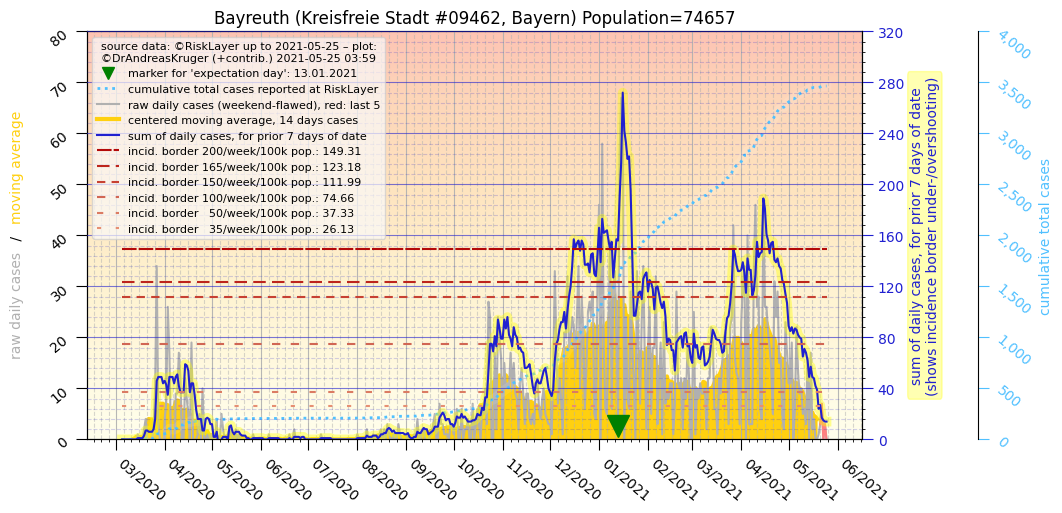 Bayreuth (Kreisfreie Stadt #09462, Bayern) Population=74657
source data: ©RiskLayer up to 2021-05-25 – plot:
©DrAndreasKruger (+contrib.) 2021-05-25 03:59
marker for 'expectation day': 13.01.2021
cumulative total cases reported at RiskLayer
raw daily cases (weekend-flawed), red: last 5
centered moving average, 14 days cases
sum of daily cases, for prior 7 days of date
incid. border 200/week/100k pop.: 149.31
incid. border 165/week/100k pop.: 123.18
incid. border 150/week/100k pop.: 111.99
incid. border 100/week/100k pop.: 74.66
incid. border 50/week/100k pop.: 37.33
incid. border 35/week/100k pop.: 26.13
raw daily cases / moving average
80
70
60
50
40
30
20
10
0
03/2020
04/2020
05/2020
06/2020
07/2020
08/2020
09/2020
10/2020
11/2020
12/2020
01/2021
02/2021
03/2021
04/2021
05/2021
06/2021
320
280
240
200
160
120
80
40
0
sum of daily cases, for prior 7 days of date
(shows incidence border under-/overshooting)
4,000
3,500
3,000
2,500
2,000
1,500
1,000
500
0
cumulative total cases